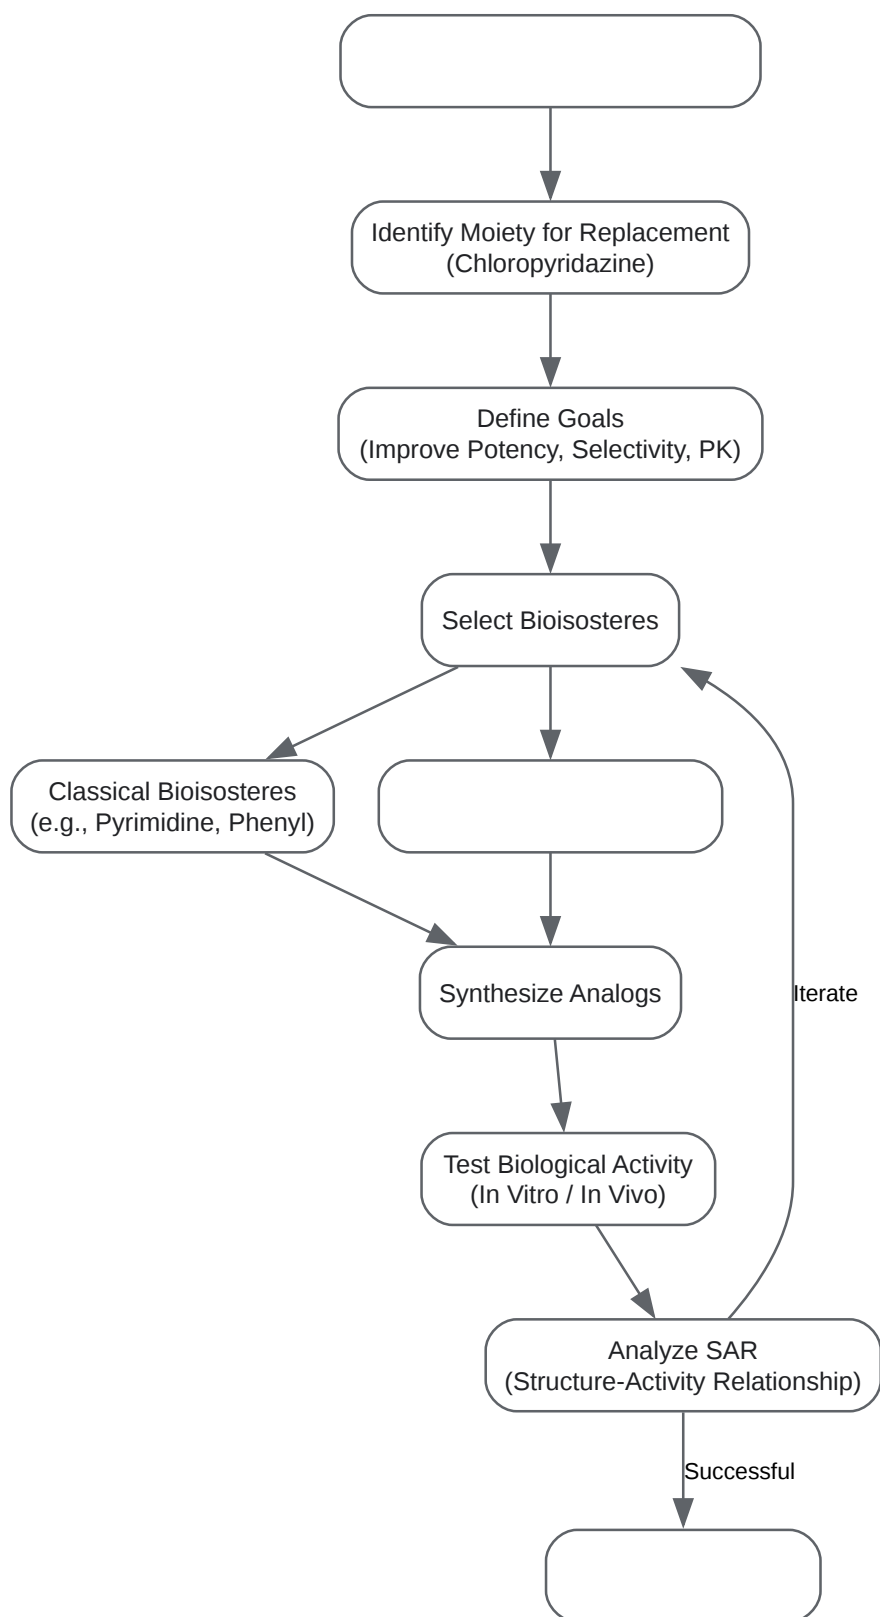 Identify Moiety for Replacement
(Chloropyridazine)
Define Goals
(Improve Potency, Selectivity, PK)
Select Bioisosteres
Classical Bioisosteres
(e.g., Pyrimidine, Phenyl)
Synthesize Analogs
Iterate
Test Biological Activity
(In Vitro / In Vivo)
Analyze SAR
(Structure-Activity Relationship)
Successful